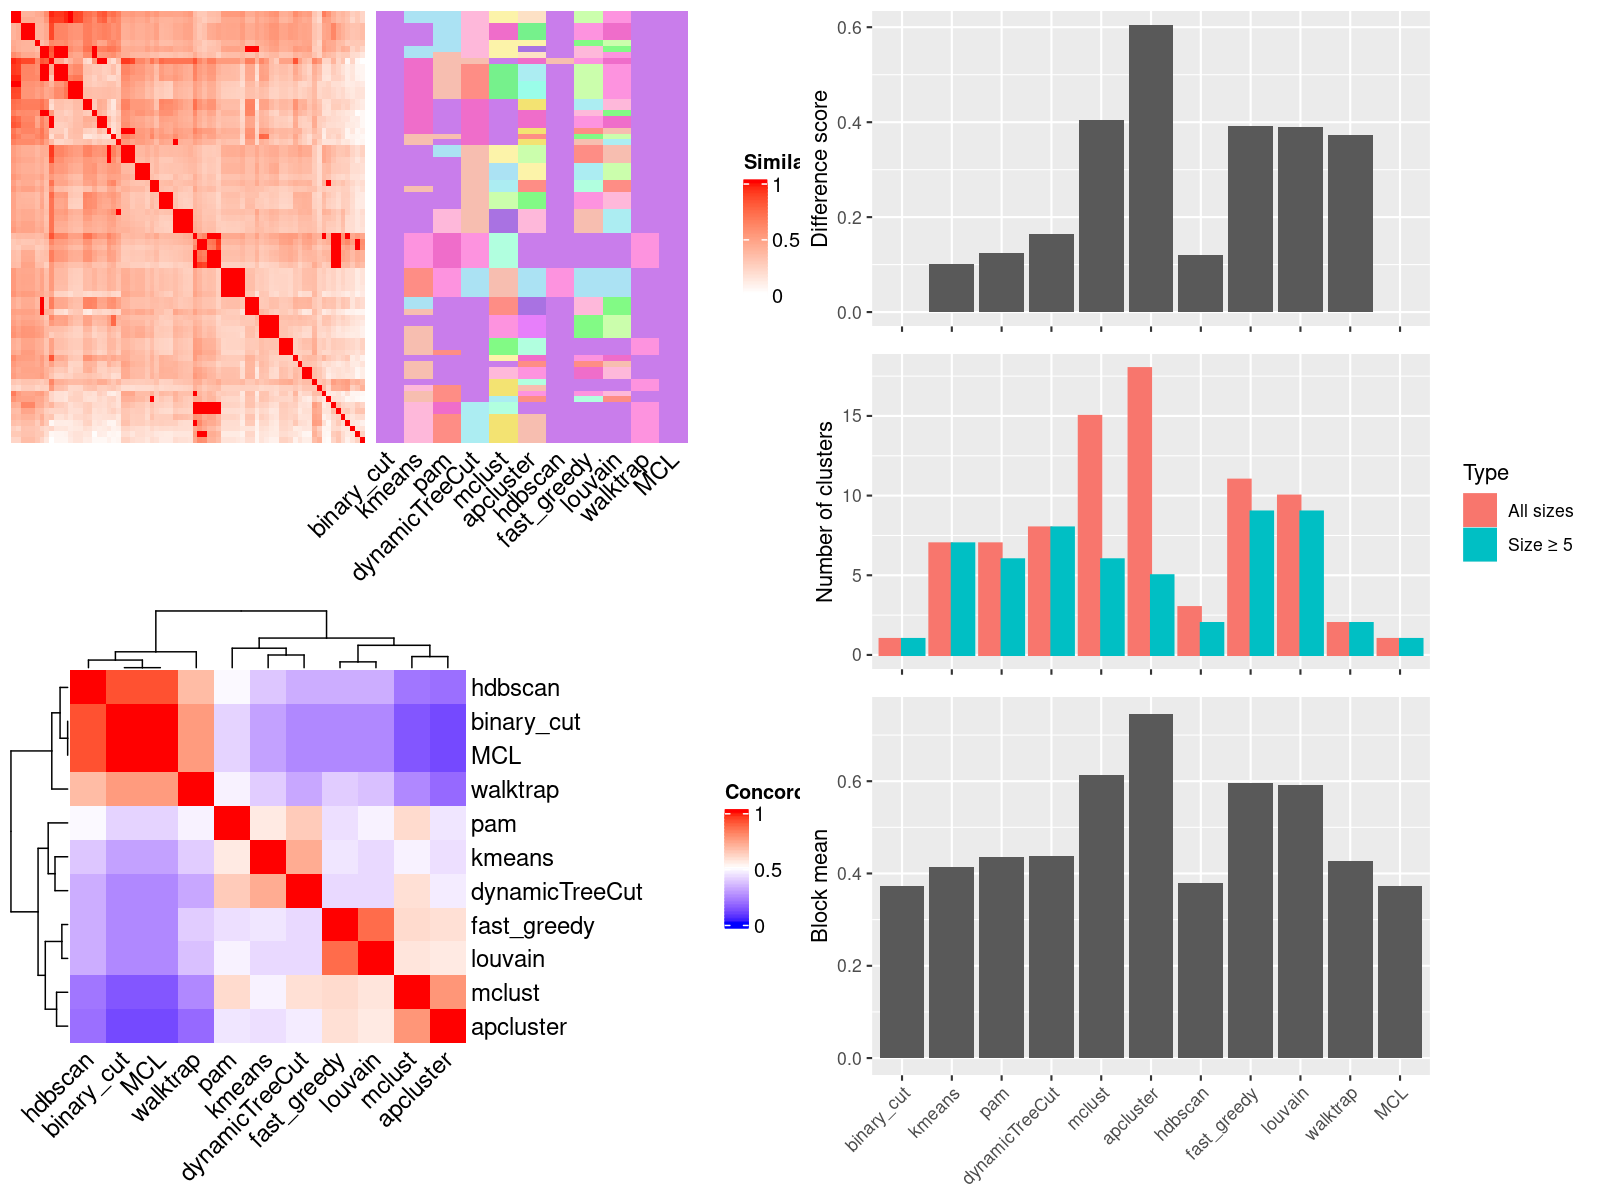 Simila
1
0.5
0
binary_cut
kmeans
pam
dynamicTreeCut
mclust
apcluster
hdbscan
fast_greedy
louvain
walktrap
MCL
hdbscan
binary_cut
MCL
walktrap
pam
kmeans
dynamicTreeCut
fast_greedy
louvain
mclust
apcluster
hdbscan
binary_cut
MCL
walktrap
pam
kmeans
dynamicTreeCut
fast_greedy
louvain
mclust
apcluster
Concord
1
0.5
0
Difference score
0.6
0.4
0.2
0.0
Number of clusters
15
10
5
0
Type
All sizes
Size ≥ 5
Block mean
0.6
0.4
0.2
0.0
binary_cut
kmeans
pam
dynamicTreeCut
mclust
apcluster
hdbscan
fast_greedy
louvain
walktrap
MCL